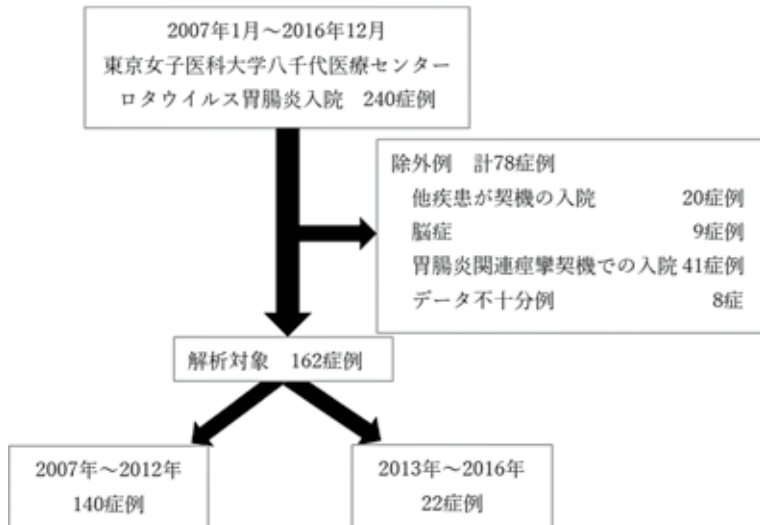 2007年1月～2016年12月
東京女子医科大学八千代医療センター
ロタウイルス胃腸炎入院　240症例
除外例　計78症例
他疾患が契機の入院　20症例
脳症　9症例
胃腸炎関連痙攣契機での入院 41症例
データ不十分例　8症
解析対象　162症例
2007年～2012年
140症例
2013年～2016年
22症例